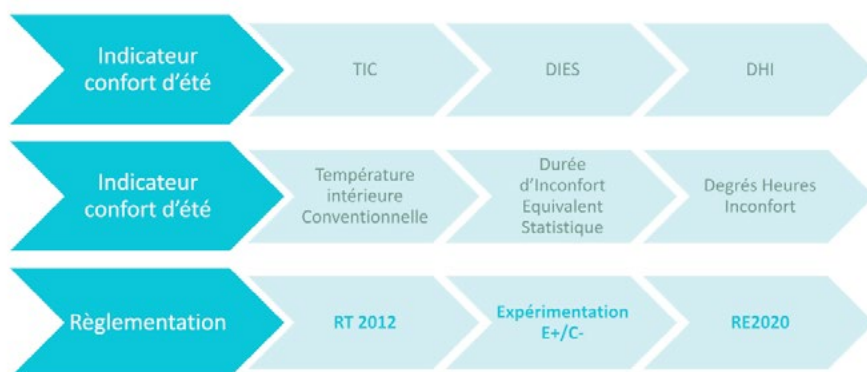 Indicateur
confort d'été
TIC
DIES
DHI
Indicateur
confort d'été
Température
intérieure
Conventionnelle
Durée
d'Inconfort
Equivalent
Statistique
Degrés Heures
Inconfort
Règlementation
RT 2012
Expérimentation
E+/C-
RE2020